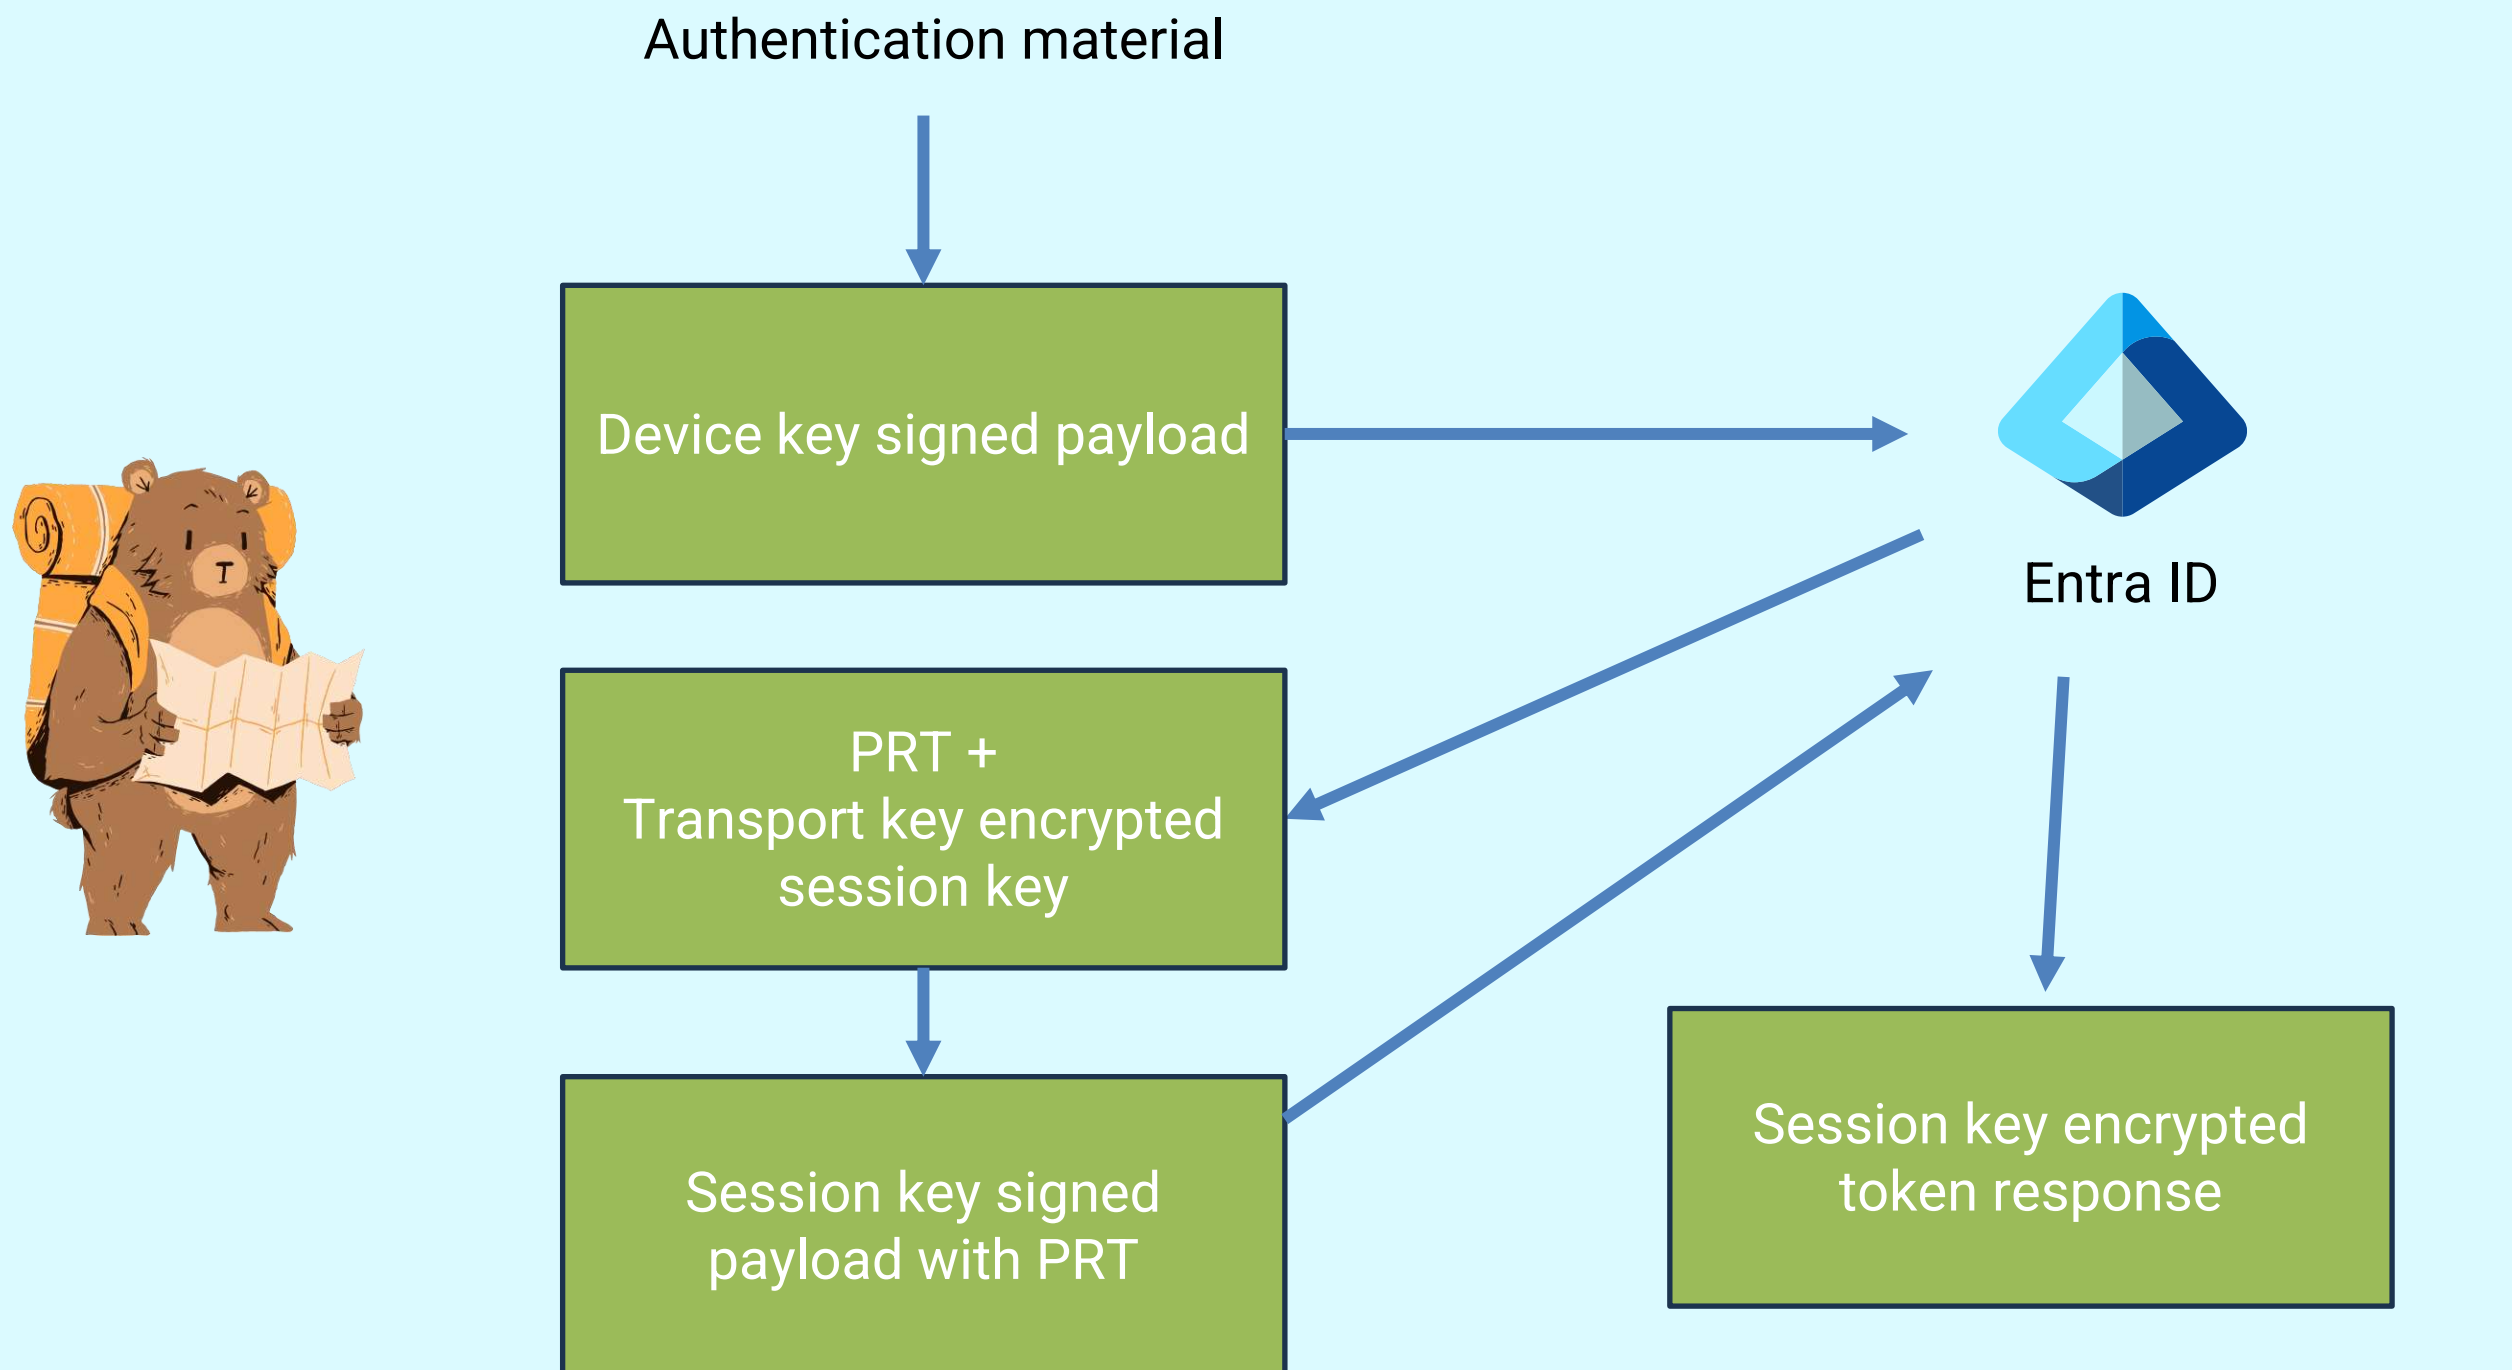 Authentication material
Device key signed payload
Entra ID
PRT +
Transport key encrypted
session key
Session key signed
payload with PRT
Session key encrypted
token response